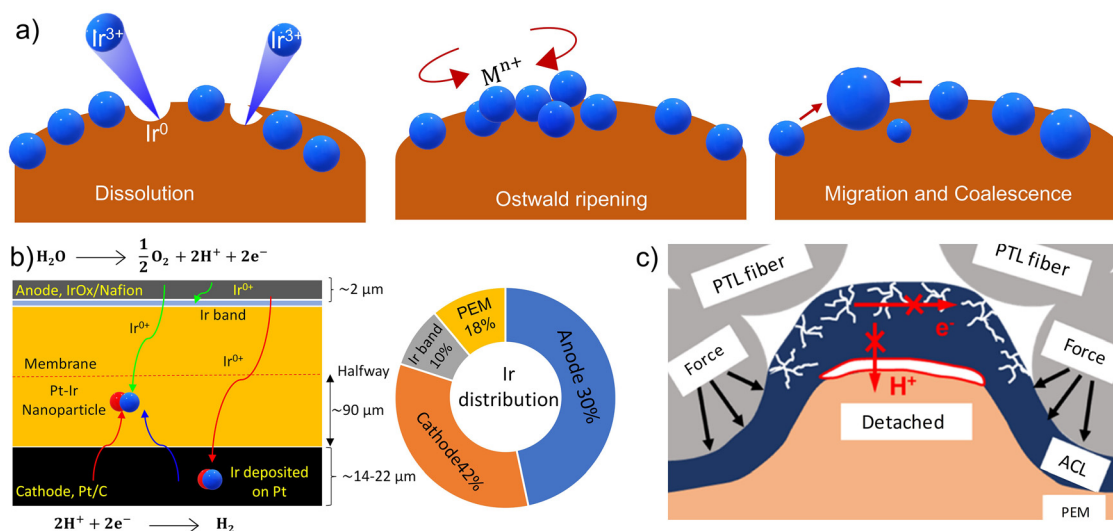 a)
Ir³⁺
Ir³⁺
Ir⁰
Dissolution
Mⁿ⁺
Ostwald ripening
Migration and Coalescence
b)
H₂O ⟶ 1/2 O₂ + 2H⁺ + 2e⁻
Anode, IrOx/Nafion
Ir⁰⁺
~2 µm
Ir band
Ir⁰⁺
Ir⁰⁺
Membrane
Halfway
Pt-Ir
Nanoparticle
~90 µm
Ir deposited
on Pt
Cathode, Pt/C
~14-22 µm
2H⁺ + 2e⁻ ⟶ H₂
PEM
18%
Ir band
10%
Anode 30%
Cathode42%
Ir
distribution
c)
PTL fiber
PTL fiber
e⁻
Force
Force
H⁺
Detached
ACL
PEM